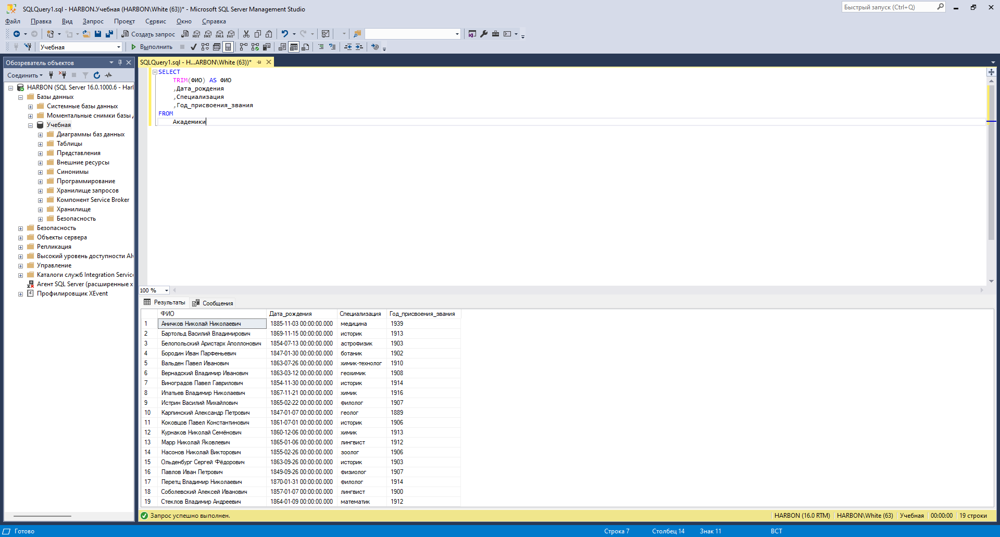 SQLQuery1.sql - HARBON.Учебная (HARBON\White (63))* - Microsoft SQL Server Management Studio
Быстрый запуск (Ctrl+Q)
Файл Правка Вид Запрос Проект Сервис Окно Справка
Создать запрос MDX DMX XMLA DAX
Учебная Выполнить
Обозреватель объектов
SQLQuery1.sql - H...ARBON\White (63))*
Соединить
HARBON (SQL Server 16.0.1000.6 - Harl
Базы данных
Системные базы данных
Моментальные снимки базы
Учебная
Диаграммы баз данных
Таблицы
Представления
Внешние ресурсы
Синонимы
Программирование
Хранилище запросов
Компонент Service Broker
Хранилище
Безопасность
Безопасность
Объекты сервера
Репликация
Высокий уровень доступности Al
Управление
Каталоги служб Integration Servic
Агент SQL Server (расширенные х
Профилировщик XEvent
SELECT
TRIM(ФИО) AS ФИО
,Дата_рождения
,Специализация
,Год_присвоения_звания
FROM
Академики
100 %
Результаты Сообщения
ФИО Дата_рождения Специализация Год_присвоения_звания
1 Аничков Николай Николаевич 1885-11-03 00:00:00.000 медицина 1939
2 Бартольд Василий Владимирович 1869-11-15 00:00:00.000 историк 1913
3 Белопольский Аристарх Аполлонович 1854-07-13 00:00:00.000 астрофизик 1903
4 Бородин Иван Парфеньевич 1847-01-30 00:00:00.000 ботаник 1902
5 Вальден Павел Иванович 1863-07-26 00:00:00.000 химик-технолог 1910
6 Вернадский Владимир Иванович 1863-03-12 00:00:00.000 геохимик 1908
7 Виноградов Павел Гаврилович 1854-11-30 00:00:00.000 историк 1914
8 Ипатьев Владимир Николаевич 1867-11-21 00:00:00.000 химик 1916
9 Истрин Василий Михайлович 1865-02-22 00:00:00.000 филолог 1907
10 Карпинский Александр Петрович 1847-01-07 00:00:00.000 геолог 1889
11 Коковцов Павел Константинович 1861-07-01 00:00:00.000 историк 1906
12 Курнаков Николай Семёнович 1860-12-06 00:00:00.000 химик 1913
13 Марр Николай Яковлевич 1865-01-06 00:00:00.000 лингвист 1912
14 Насонов Николай Викторович 1855-02-26 00:00:00.000 зоолог 1906
15 Ольденбург Сергей Фёдорович 1863-09-26 00:00:00.000 историк 1903
16 Павлов Иван Петрович 1849-09-26 00:00:00.000 физиолог 1907
17 Перетц Владимир Николаевич 1870-01-31 00:00:00.000 филолог 1914
18 Соболевский Алексей Иванович 1857-01-07 00:00:00.000 лингвист 1900
19 Стеклов Владимир Андреевич 1864-01-09 00:00:00.000 математик 1912
Запрос успешно выполнен. HARBON (16.0 RTM) HARBON\White (63) Учебная 00:00:00 19 строки
Готово Строка 7 Столбец 14 Знак 11 ВСТ